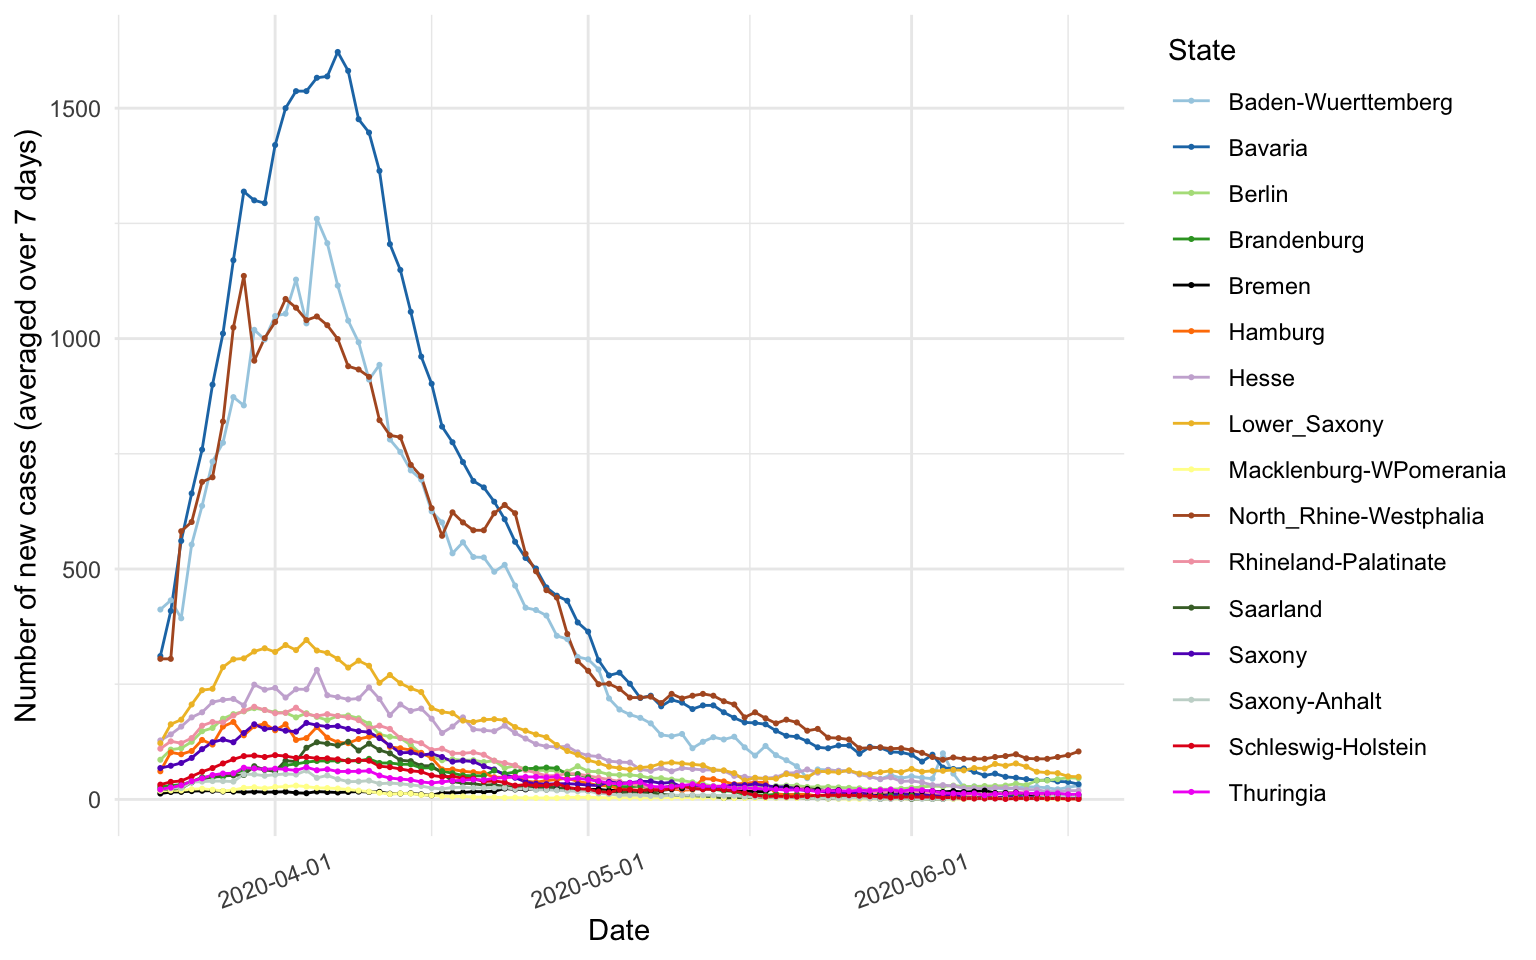 Number of new cases (averaged over 7 days)
1500
1000
500
0
2020-04-01
2020-05-01
2020-06-01
Date
State
Baden-Wuerttemberg
Bavaria
Berlin
Brandenburg
Bremen
Hamburg
Hesse
Lower_Saxony
Macklenburg-WPomerania
North_Rhine-Westphalia
Rhineland-Palatinate
Saarland
Saxony
Saxony-Anhalt
Schleswig-Holstein
Thuringia